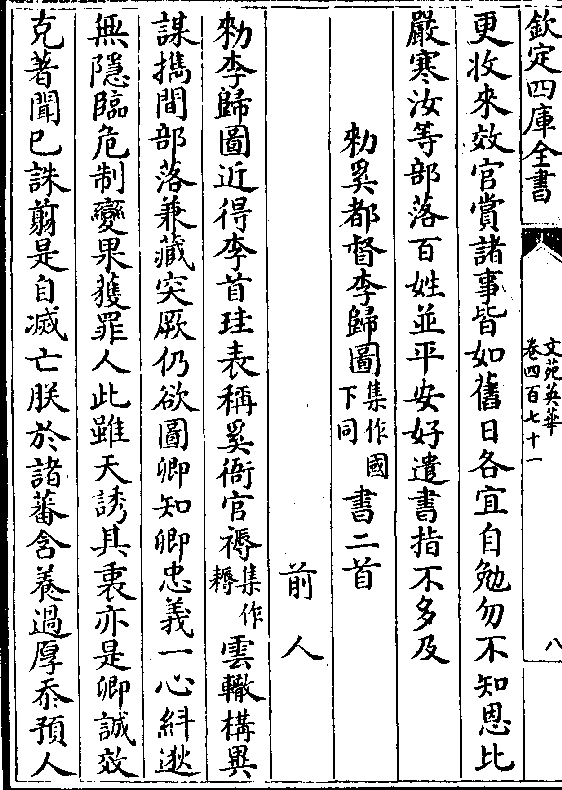 欽定四庫全書
文苑英華
卷四百七十一
八
更收來效官賞諸事皆如舊日各宜自勉勿不知恩比
嚴寒汝等部落百姓並平安好遣書指不多及
勑奚都督李歸圖集作國下同書二首
前人
勑李歸圖近得李首珪表稱奚衙官褥集作耨雲轍構異
謀攜間部落兼藏突厥仍欲圖卿知卿忠義一心糾逖
無隱臨危制變果獲罪人此雖天誘其衷亦是卿誠效
克著聞已誅翦是自滅亡朕於諸蕃含養過厚忝預人